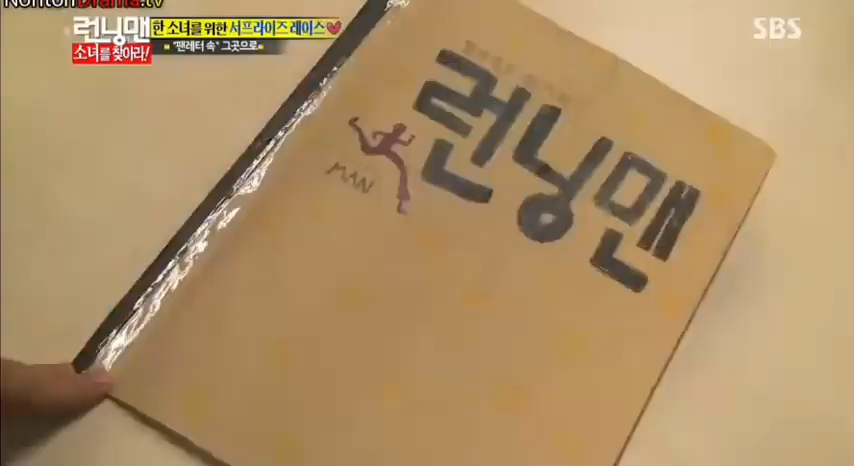 NontonDrama.tv
런닝맨
한 소녀를 위한 서프라이즈 레이스
소녀를 찾아라!
"팬레터 속" 그곳으로
SBS
런닝맨
MAN